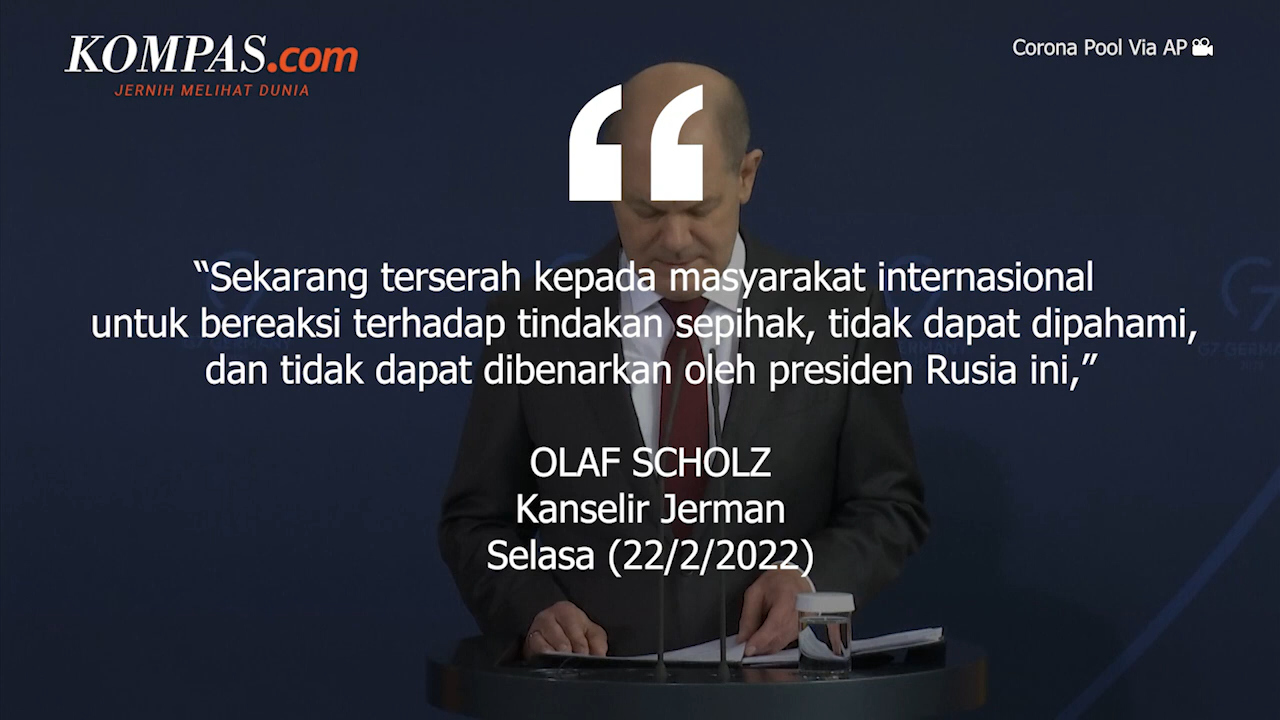 KOMPAS.com
JERNIH MELIHAT DUNIA
Corona Pool Via AP
“Sekarang terserah kepada masyarakat internasional
untuk bereaksi terhadap tindakan sepihak, tidak dapat dipahami,
dan tidak dapat dibenarkan oleh presiden Rusia ini,”
OLAF SCHOLZ
Kanselir Jerman
Selasa (22/2/2022)